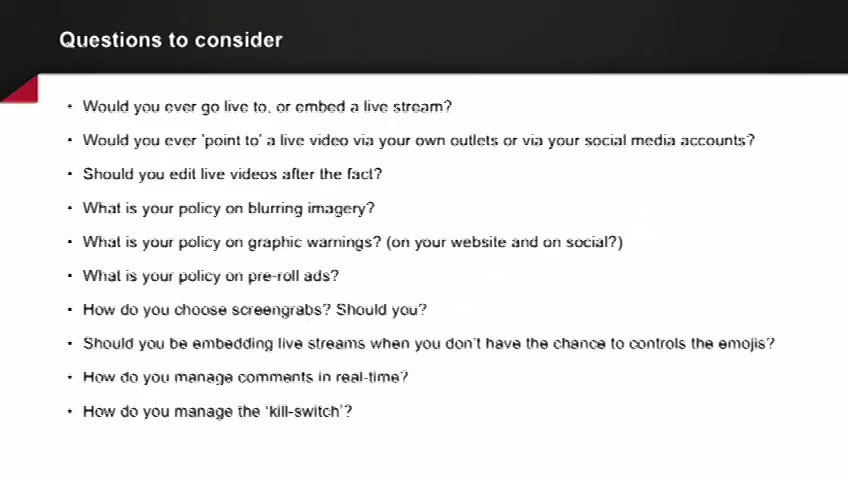 Questions to consider
• Would you ever go live to, or embed a live stream?
• Would you ever 'point to' a live video via your own outlets or via your social media accounts?
• Should you edit live videos after the fact?
• What is your policy on blurring imagery?
• What is your policy on graphic warnings? (on your website and on social?)
• What is your policy on pre-roll ads?
• How do you choose screengrabs? Should you?
• Should you be embedding live streams when you don't have the chance to controls the emojis?
• How do you manage comments in real-time?
• How do you manage the 'kill-switch'?